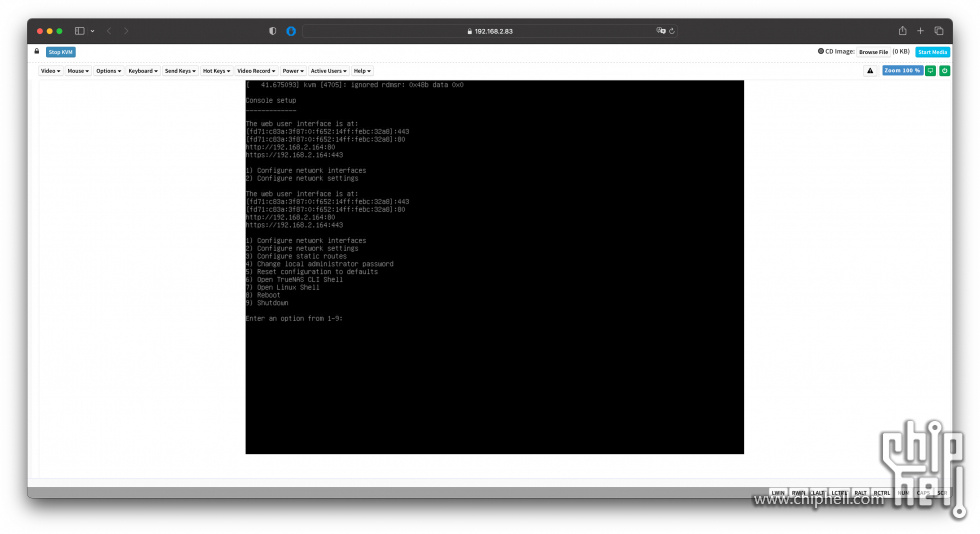 192.168.2.83
Stop KVM
CD Image: Browse File (0 KB) Start Media
Video Mouse Options Keyboard Send Keys Hot Keys Video Record Power Active Users Help
Zoom 100 %
[   41.675093] kvm [4705]: ignored rdmsr: 0x48b data 0x0
Console setup
-------------
The web user interface is at:
[fd71:c83a:3f87:0:f652:14ff:febc:32a8]:443
[fd71:c83a:3f87:0:f652:14ff:febc:32a8]:80
http://192.168.2.164:80
https://192.168.2.164:443
1) Configure network interfaces
2) Configure network settings
The web user interface is at:
[fd71:c83a:3f87:0:f652:14ff:febc:32a8]:443
[fd71:c83a:3f87:0:f652:14ff:febc:32a8]:80
http://192.168.2.164:80
https://192.168.2.164:443
1) Configure network interfaces
2) Configure network settings
3) Configure static routes
4) Change local administrator password
5) Reset configuration to defaults
6) Open TrueNAS CLI Shell
7) Open Linux Shell
8) Reboot
9) Shutdown
Enter an option from 1-9:
chip
hell
LWIN RWIN LALT LCTRL RALT RCTRL NUM CAPS SCR
www.chiphell.com